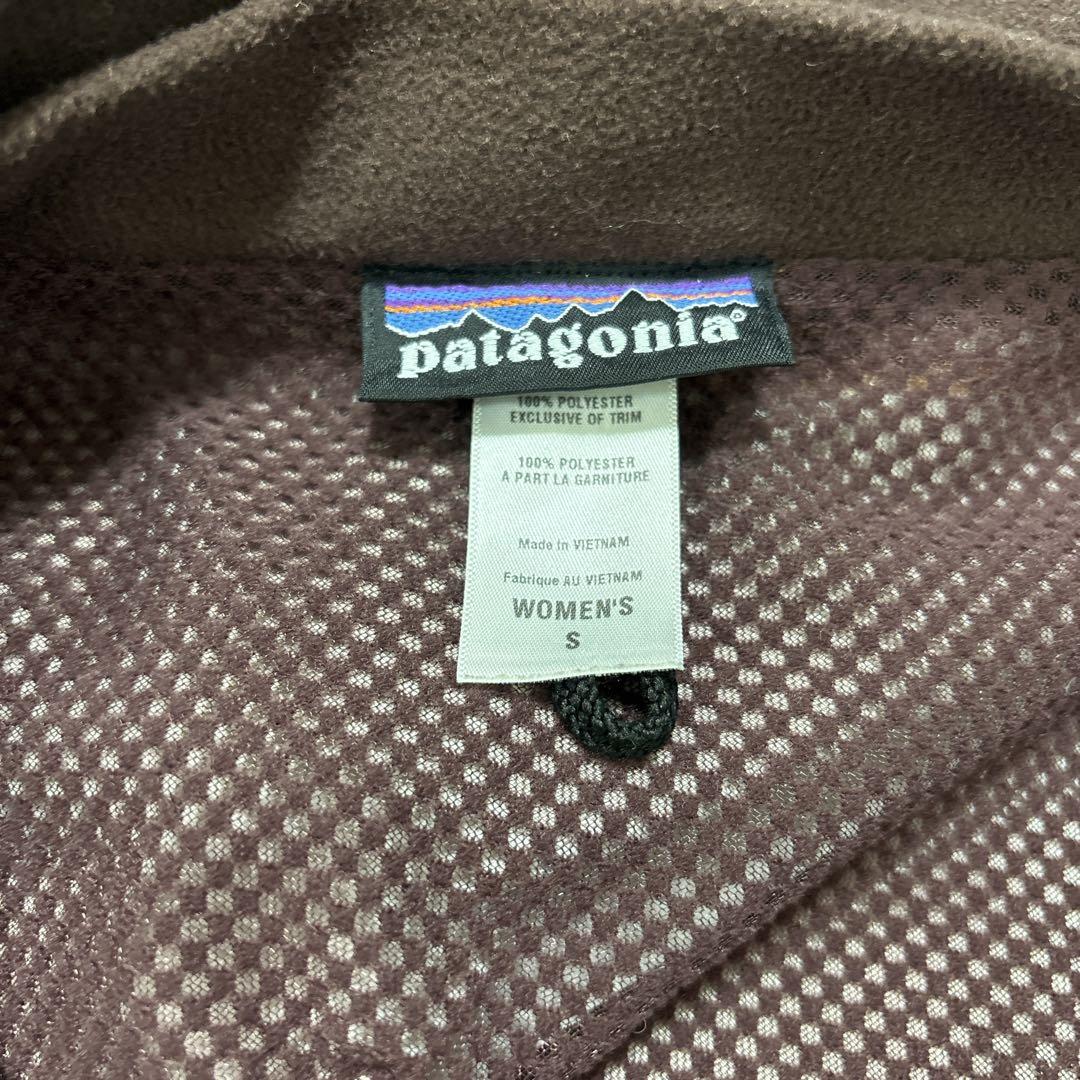 patagonia®
100% POLYESTER
EXCLUSIVE OF TRIM
100% POLYESTER
A PART LA GARNITURE
Made in VIETNAM
Fabrique AU VIETNAM
WOMEN'S
S